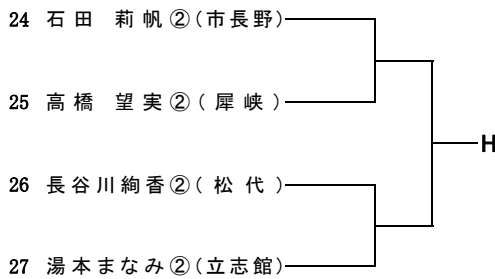 24 石田 莉帆②(市長野)
25 高橋 望実②(犀峡)
H
26 長谷川絢香②(松代)
27 湯本まなみ②(立志館)